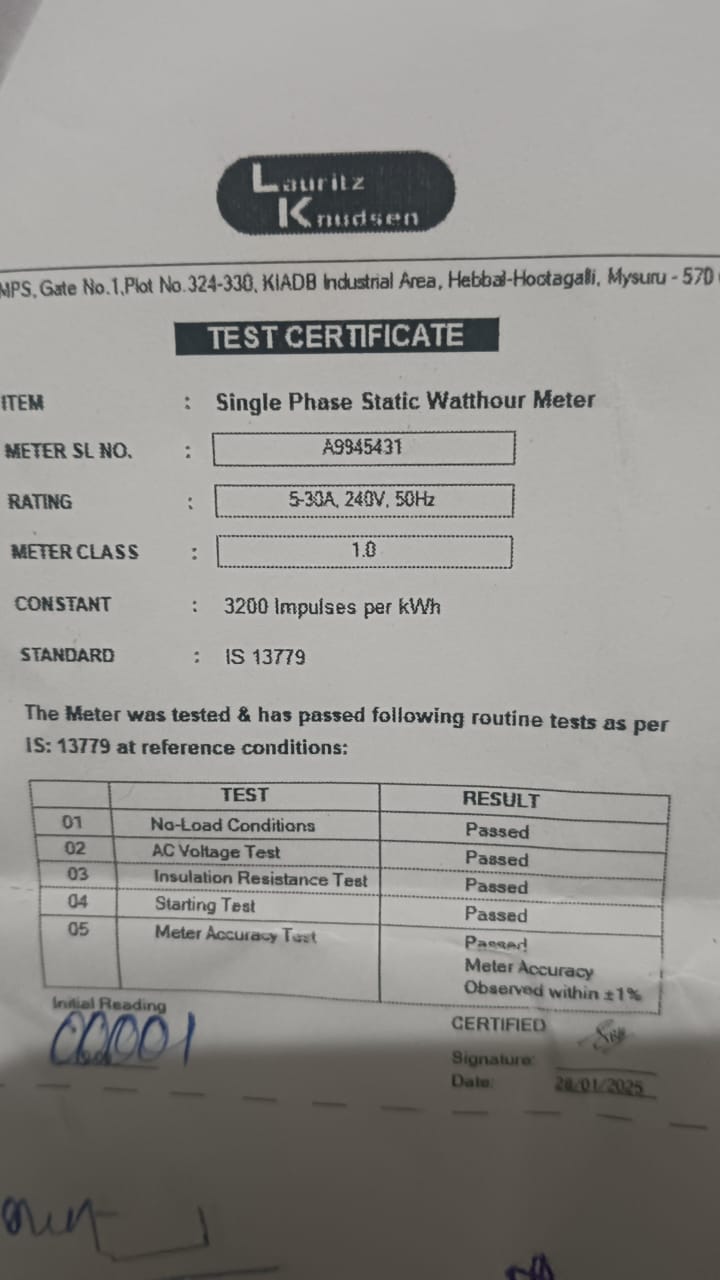 Lauritz
Knudsen
MPS, Gate No.1,Plot No.324-330, KIADB Industrial Area, Hebbal-Hootagalli, Mysuru - 570
TEST CERTIFICATE
ITEM : Single Phase Static Watthour Meter
METER SL NO. : A9945431
RATING : 5-30A, 240V, 50Hz
METER CLASS : 1.0
CONSTANT : 3200 Impulses per kWh
STANDARD : IS 13779
The Meter was tested & has passed following routine tests as per
IS: 13779 at reference conditions:
TEST RESULT
01 No-Load Conditions Passed
02 AC Voltage Test Passed
03 Insulation Resistance Test Passed
04 Starting Test Passed
05 Meter Accuracy Test Passed
Meter Accuracy
Observed within ±1%
Initial Reading
00001
CERTIFIED
Signature:
Date: 28/01/2025